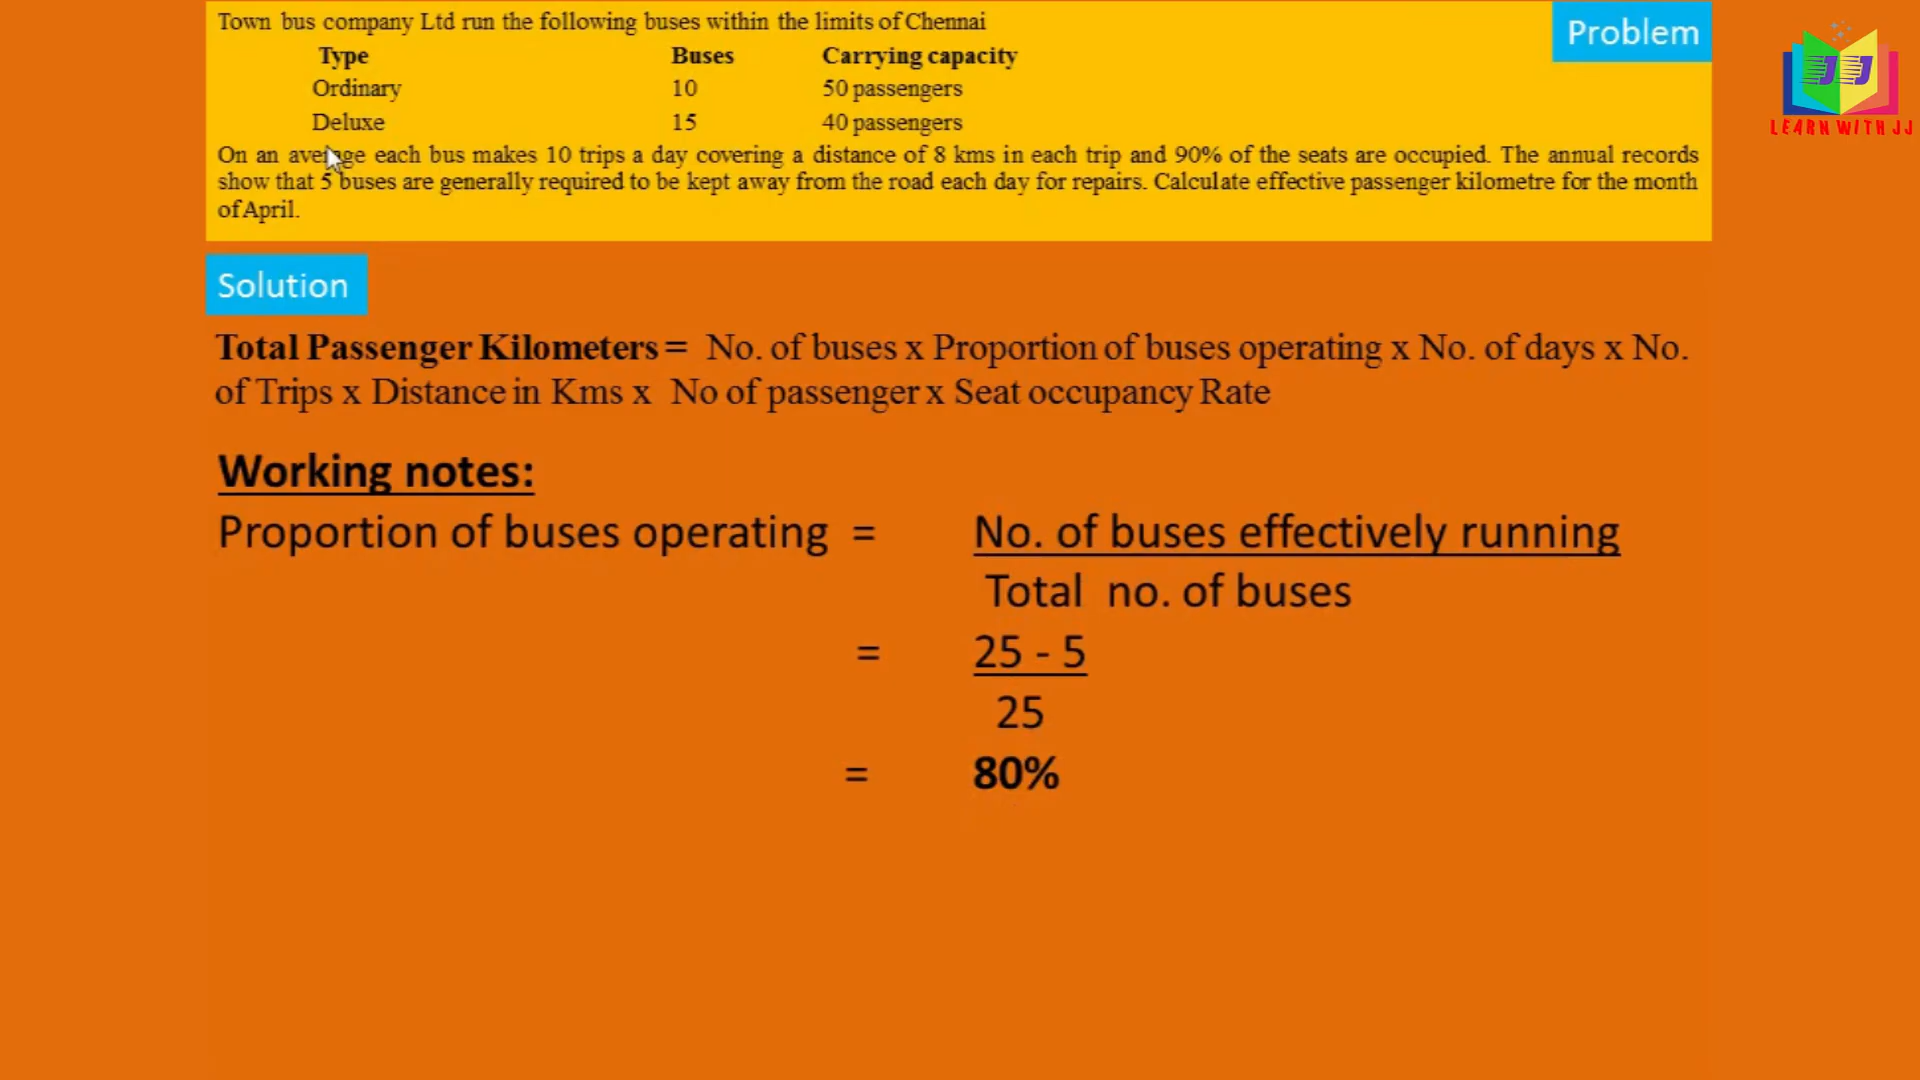 Town bus company Ltd run the following buses within the limits of Chennai
Problem
Type Buses Carrying capacity
Ordinary 10 50 passengers
Deluxe 15 40 passengers
On an average each bus makes 10 trips a day covering a distance of 8 kms in each trip and 90% of the seats are occupied. The annual records
show that 5 buses are generally required to be kept away from the road each day for repairs. Calculate effective passenger kilometre for the month
of April.
JJ
LEARN WITH JJ
Solution
Total Passenger Kilometers = No. of buses x Proportion of buses operating x No. of days x No.
of Trips x Distance in Kms x No of passenger x Seat occupancy Rate
Working notes:
Proportion of buses operating = No. of buses effectively running
Total no. of buses
= 25 - 5
25
= 80%